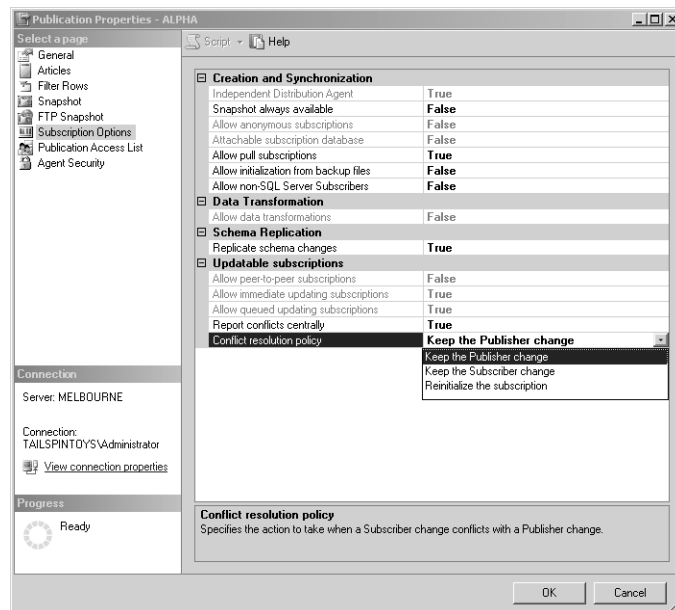 Publication Properties - ALPHA
Select a page
General
Articles
Filter Rows
Snapshot
FTP Snapshot
Subscription Options
Publication Access List
Agent Security
Script Help
Creation and Synchronization
Independent Distribution Agent True
Snapshot always available False
Allow anonymous subscriptions False
Attachable subscription database False
Allow pull subscriptions True
Allow initialization from backup files False
Allow non-SQL Server Subscribers False
Data Transformation
Allow data transformations False
Schema Replication
Replicate schema changes True
Updatable subscriptions
Allow peer-to-peer subscriptions False
Allow immediate updating subscriptions True
Allow queued updating subscriptions True
Report conflicts centrally True
Conflict resolution policy Keep the Publisher change
Keep the Publisher change
Keep the Subscriber change
Reinitialize the subscription
Connection
Server: MELBOURNE
Connection:
TAILSPINTOYS\Administrator
View connection properties
Progress
Ready
Conflict resolution policy
Specifies the action to take when a Subscriber change conflicts with a Publisher change.
OK Cancel